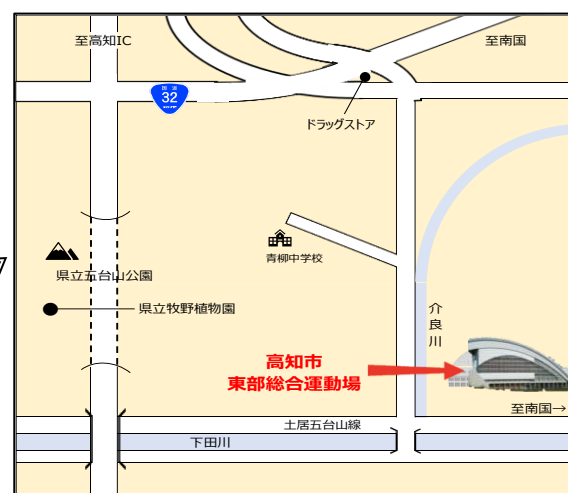 至高知IC
至南国
国道
32
ドラッグストア
青柳中学校
県立五台山公園
県立牧野植物園
介良川
高知市
東部総合運動場
至南国→
土居五台山線
下田川